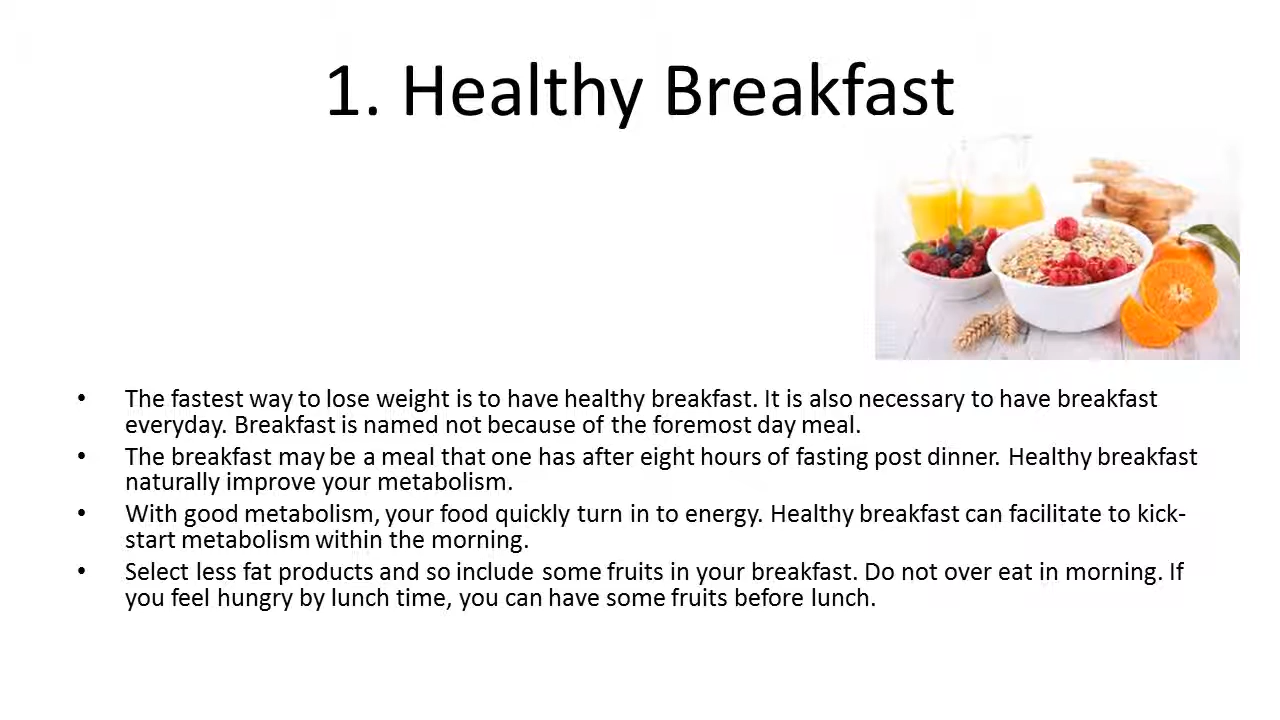 1. Healthy Breakfast
• The fastest way to lose weight is to have healthy breakfast. It is also necessary to have breakfast
everyday. Breakfast is named not because of the foremost day meal.
• The breakfast may be a meal that one has after eight hours of fasting post dinner. Healthy breakfast
naturally improve your metabolism.
• With good metabolism, your food quickly turn in to energy. Healthy breakfast can facilitate to kick-
start metabolism within the morning.
• Select less fat products and so include some fruits in your breakfast. Do not over eat in morning. If
you feel hungry by lunch time, you can have some fruits before lunch.